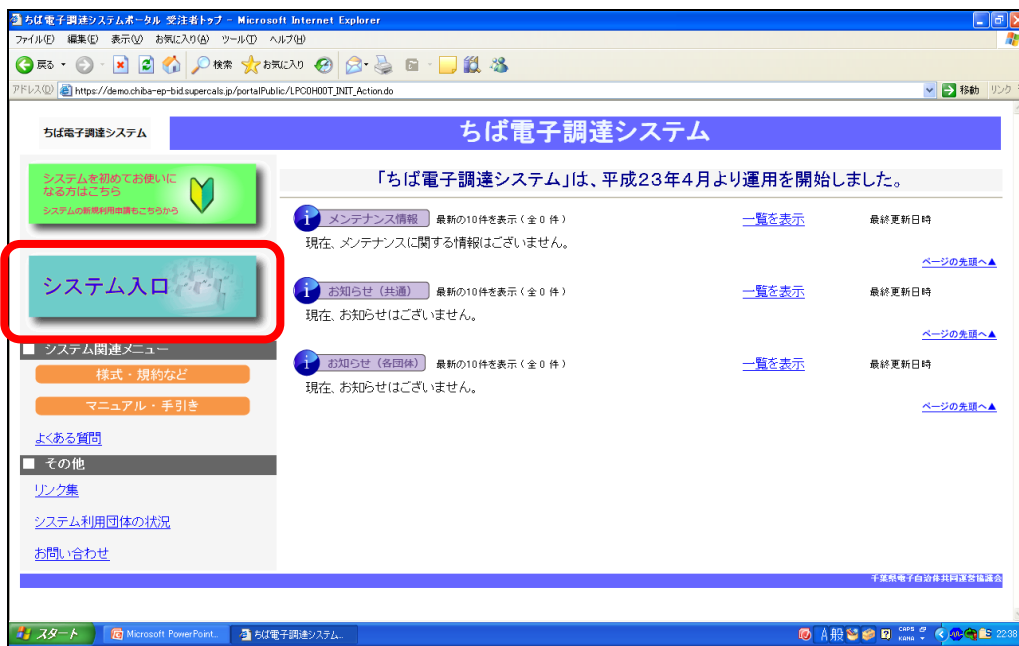 ちば電子調達システムポータル 受注者トップ - Microsoft Internet Explorer
ファイル(F) 編集(E) 表示(V) お気に入り(A) ツール(T) ヘルプ(H)
戻る 検索 お気に入り
アドレス(D) https://demo.chiba-ep-bid.supercals.jp/portalPublic/LPC0H00T_INIT_Action.do 移動 リンク
ちば電子調達システム
ちば電子調達システム
システムを初めてお使いに
なる方はこちら
システムの新規利用申請もこちらから
システム入口
■ システム関連メニュー
様式・規約など
マニュアル・手引き
よくある質問
■ その他
リンク集
システム利用団体の状況
お問い合わせ
「ちば電子調達システム」は、平成23年4月より運用を開始しました。
メンテナンス情報 最新の10件を表示(全0件) 一覧を表示 最終更新日時
現在、メンテナンスに関する情報はございません。
ページの先頭へ▲
お知らせ(共通) 最新の10件を表示(全0件) 一覧を表示 最終更新日時
現在、お知らせはございません。
ページの先頭へ▲
お知らせ(各団体) 最新の10件を表示(全0件) 一覧を表示 最終更新日時
現在、お知らせはございません。
ページの先頭へ▲
千葉県電子自治体共同運営協議会
スタート Microsoft PowerPoint... ちば電子調達システム... A般 CAPS KANA 22:38